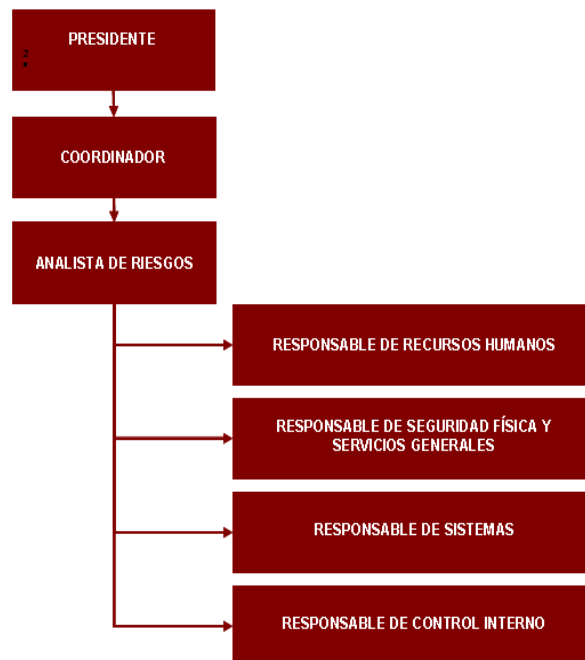 PRESIDENTE
COORDINADOR
ANALISTA DE RIESGOS
RESPONSABLE DE RECURSOS HUMANOS
RESPONSABLE DE SEGURIDAD FÍSICA Y
SERVICIOS GENERALES
RESPONSABLE DE SISTEMAS
RESPONSABLE DE CONTROL INTERNO